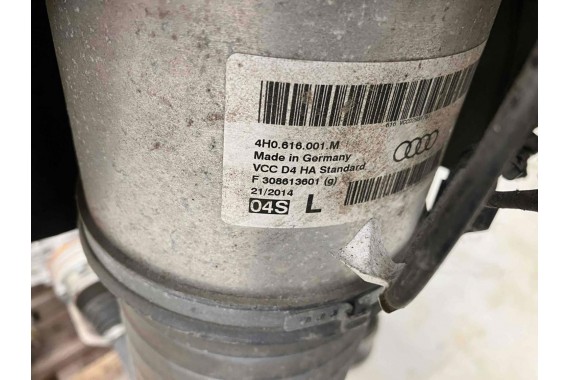 4H0.616.001.M
Made in Germany
VCC D4 HA Standard
F 308613601 (g)
21/2014
04S L